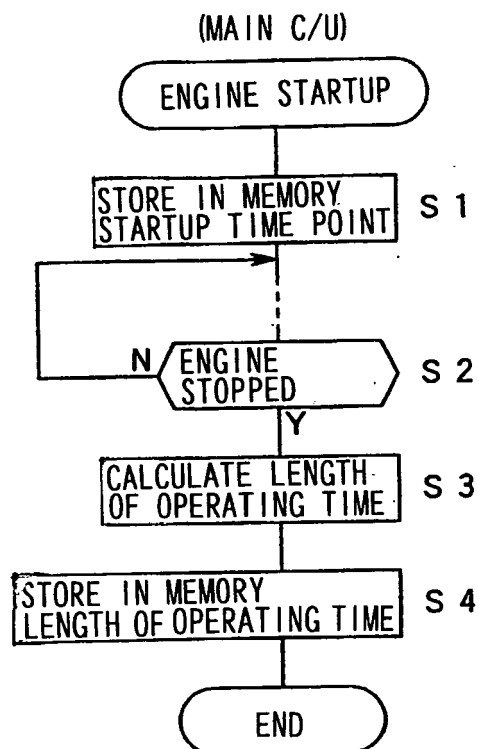 (MAIN C/U)
ENGINE STARTUP
STORE IN MEMORY
STARTUP TIME POINT
S 1
N
ENGINE
STOPPED
S 2
Y
CALCULATE LENGTH
OF OPERATING TIME
S 3
STORE IN MEMORY
LENGTH OF OPERATING TIME
S 4
END